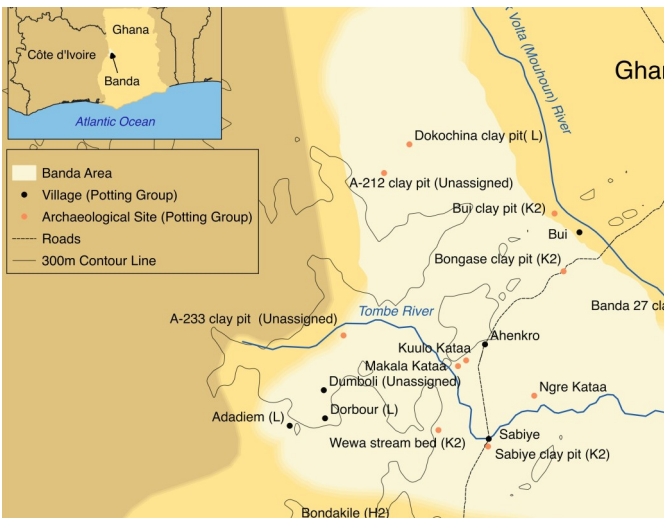 Ghana
Côte d'Ivoire
Banda
Atlantic Ocean
Volta (Mouhoun) River
Dokochina clay pit( L)
A-212 clay pit (Unassigned)
Banda Area
Village (Potting Group)
Archaeological Site (Potting Group)
Roads
300m Contour Line
Bui clay pit (K2)
Bui
Bongase clay pit (K2)
Banda 27
A-233 clay pit (Unassigned)
Tombe River
Ahenkro
Kuulo Kataa
Makala Kataa
Dumboli (Unassigned)
Ngre Kataa
Adadiem (L)
Dorbour (L)
Wewa stream bed (K2)
Sabiye
Sabiye clay pit (K2)
Bondakile (H2)